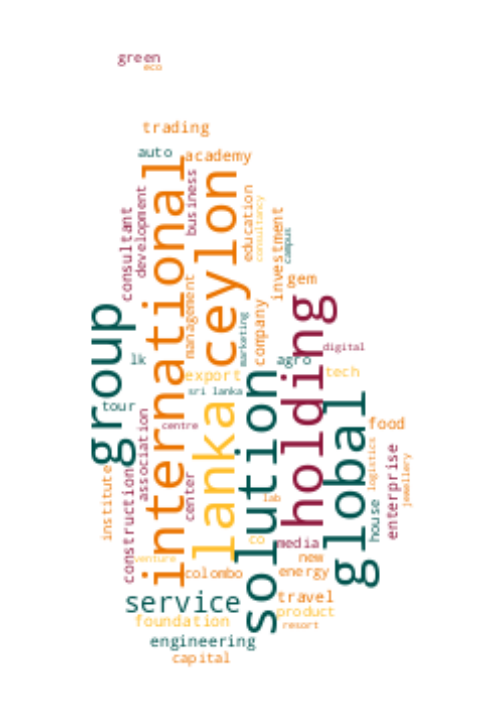 green
eco
trading
auto
academy
international
ceylon
business
development
consultant
education
consultancy
investment
campus
gem
management
company
marketing
holding
group
lk
agro
digital
export
tech
solution
sri lanka
lanka
global
tour
association
centre
food
logistics
enterprise
jewellery
institute
construction
center
lab
house
co
media
venture
new
colombo
energy
service
travel
product
foundation
resort
engineering
capital